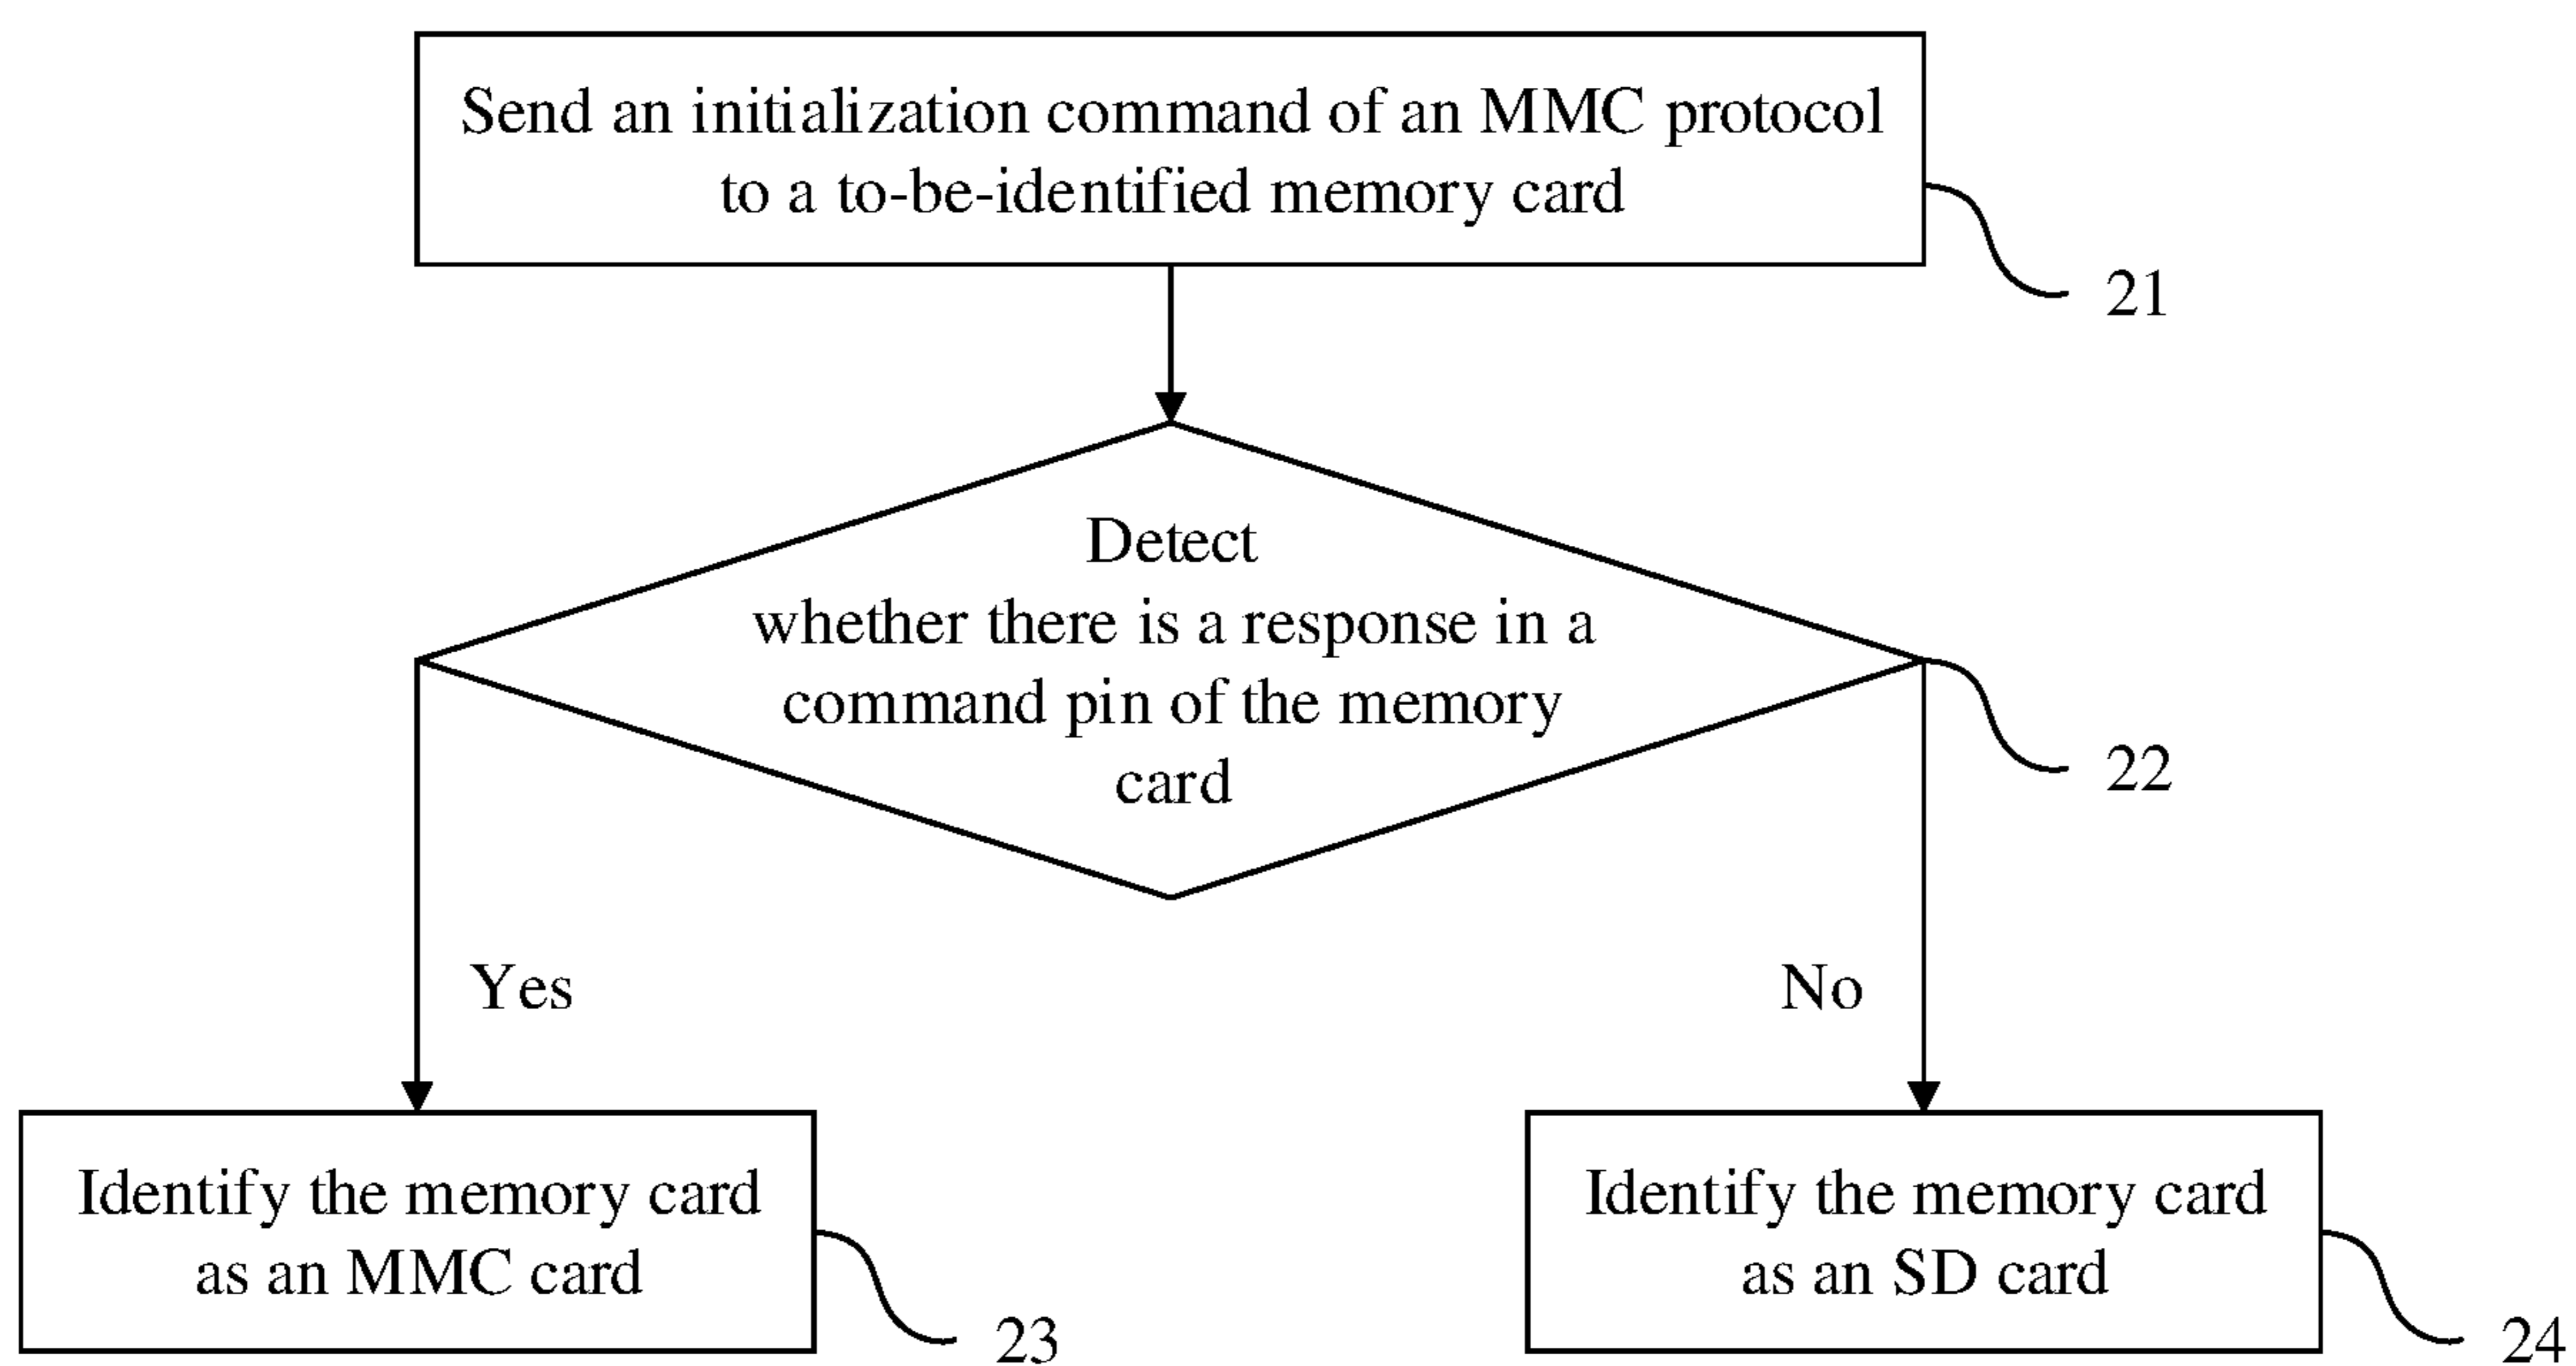 Send an initialization command of an MMC protocol
to a to-be-identified memory card
21
Detect
whether there is a response in a
command pin of the memory
card
22
Yes
No
Identify the memory card
as an MMC card
23
Identify the memory card
as an SD card
24